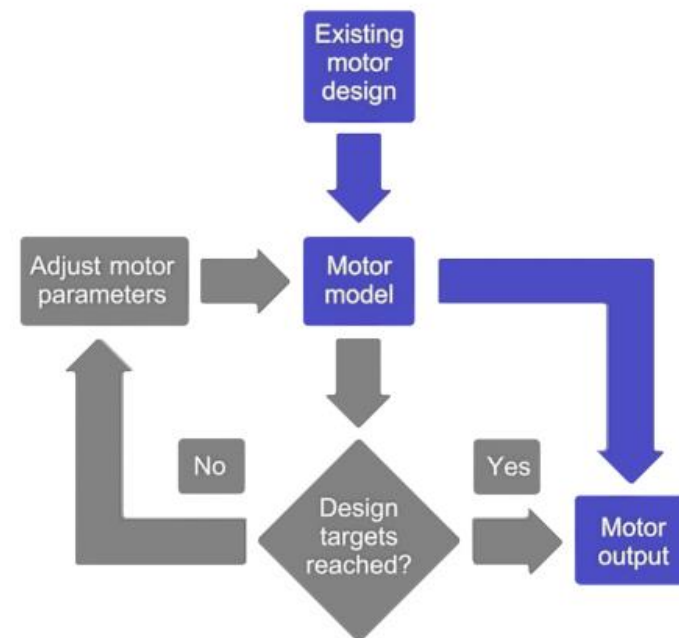 Existing
motor
design
Adjust motor
parameters
Motor
model
No
Yes
Design
targets
reached?
Motor
output